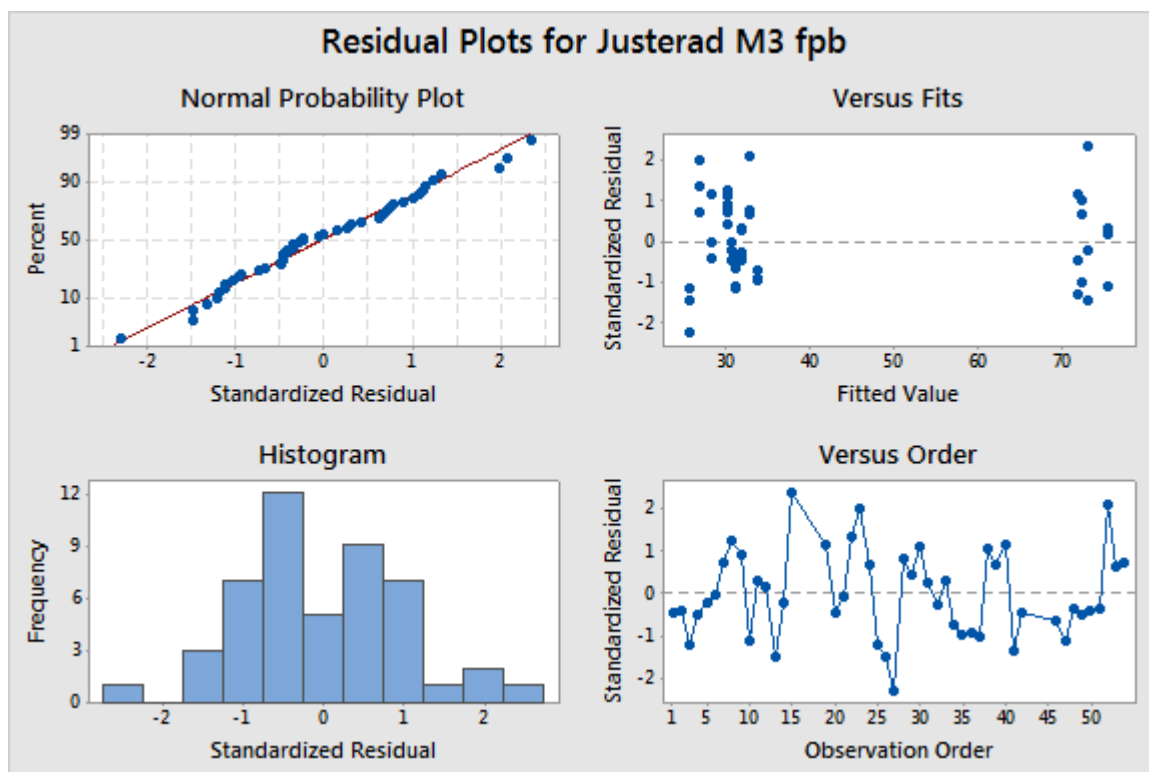 Residual Plots for Justerad M3 fpb
Normal Probability Plot
99
90
50
10
1
Percent
-2 -1 0 1 2
Standardized Residual
Versus Fits
2
1
0
-1
-2
Standardized Residual
30 40 50 60 70
Fitted Value
Histogram
12
9
6
3
0
Frequency
-2 -1 0 1 2
Standardized Residual
Versus Order
2
1
0
-1
-2
Standardized Residual
1 5 10 15 20 25 30 35 40 45 50
Observation Order